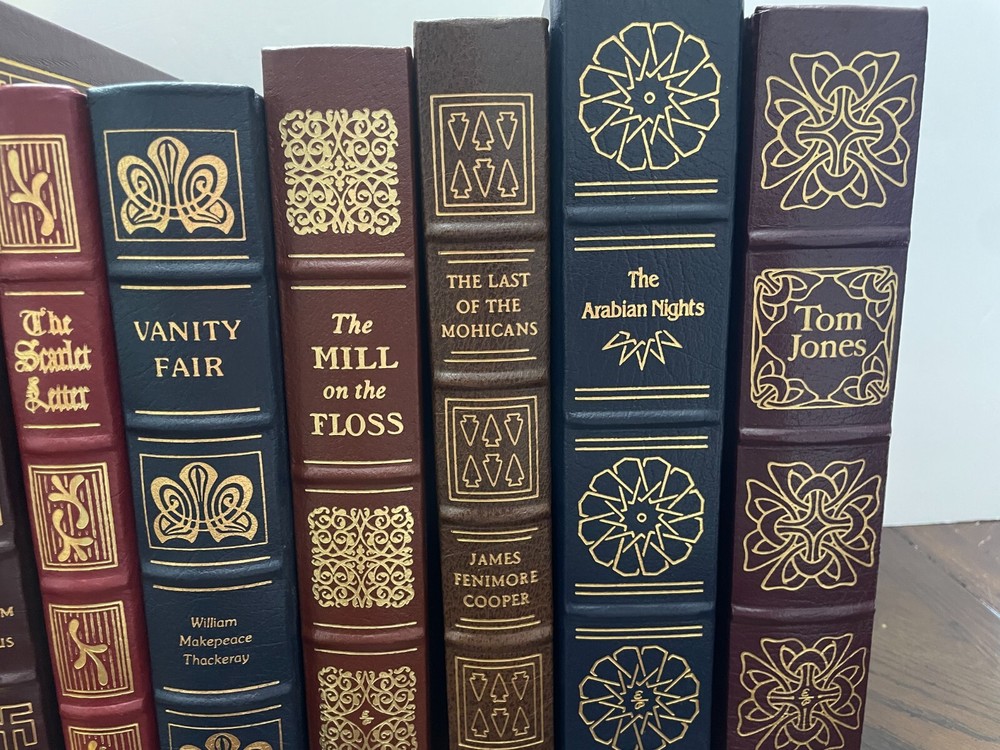 The
Scarlet
Letter
VANITY
FAIR
William
Makepeace
Thackeray
The
MILL
on the
FLOSS
THE LAST
OF THE
MOHICANS
JAMES
FENIMORE
COOPER
The
Arabian Nights
Tom
Jones